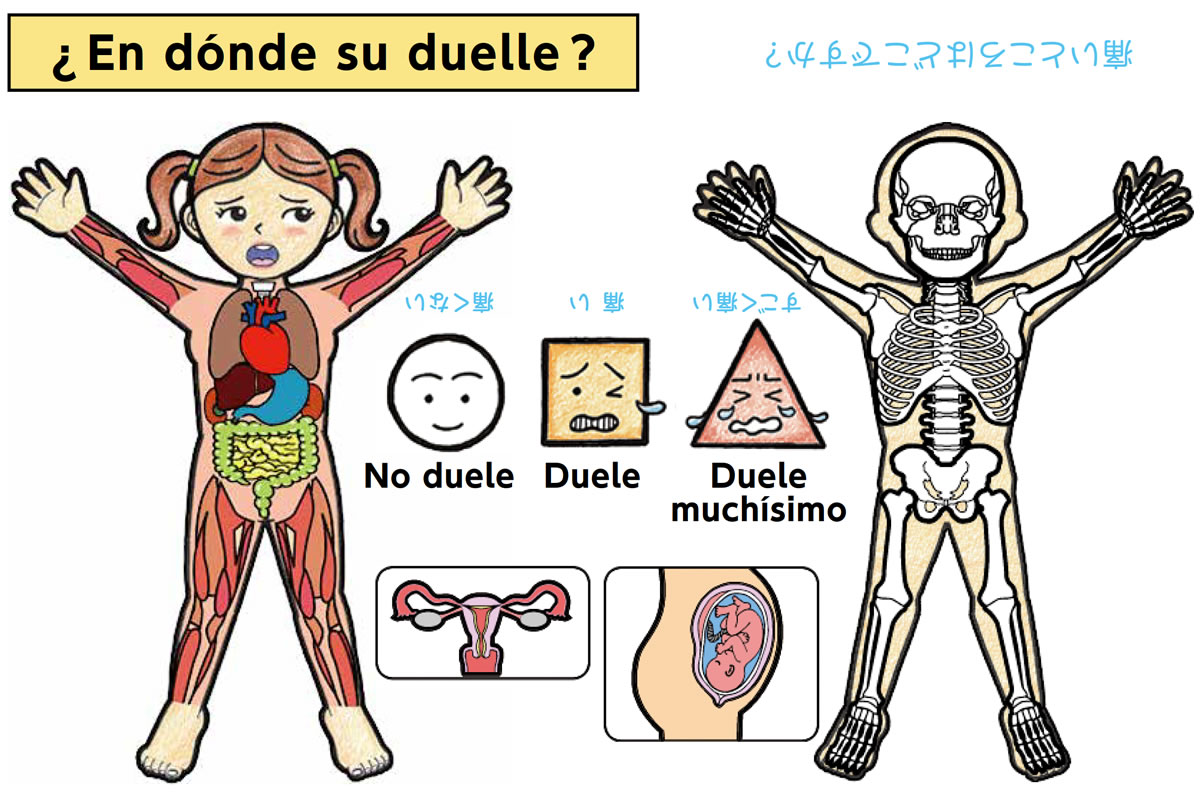 ¿En dónde su duelle?
痛いところはどこですか？
痛くない
痛い
すごく痛い
No duele
Duele
Duele
muchísimo